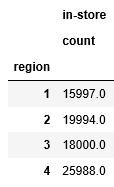 in-store
count
region
1 15997.0
2 19994.0
3 18000.0
4 25988.0